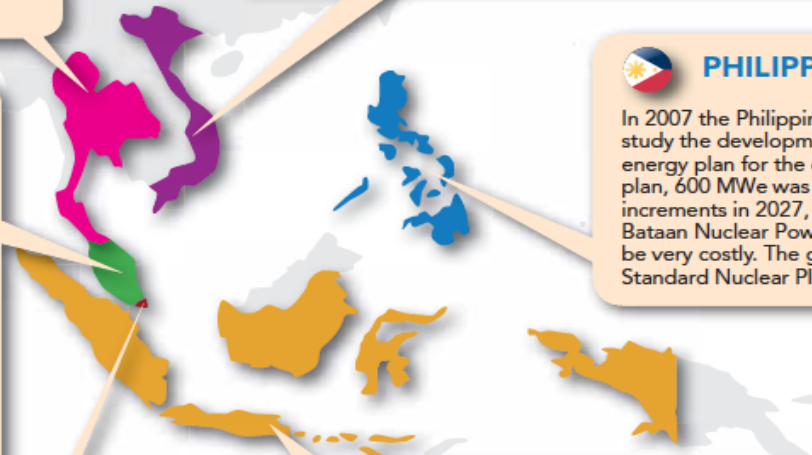 PHILIPP
In 2007 the Philippin
study the developm
energy plan for the
plan, 600 MWe was
increments in 2027,
Bataan Nuclear Pow
be very costly. The g
Standard Nuclear Pl